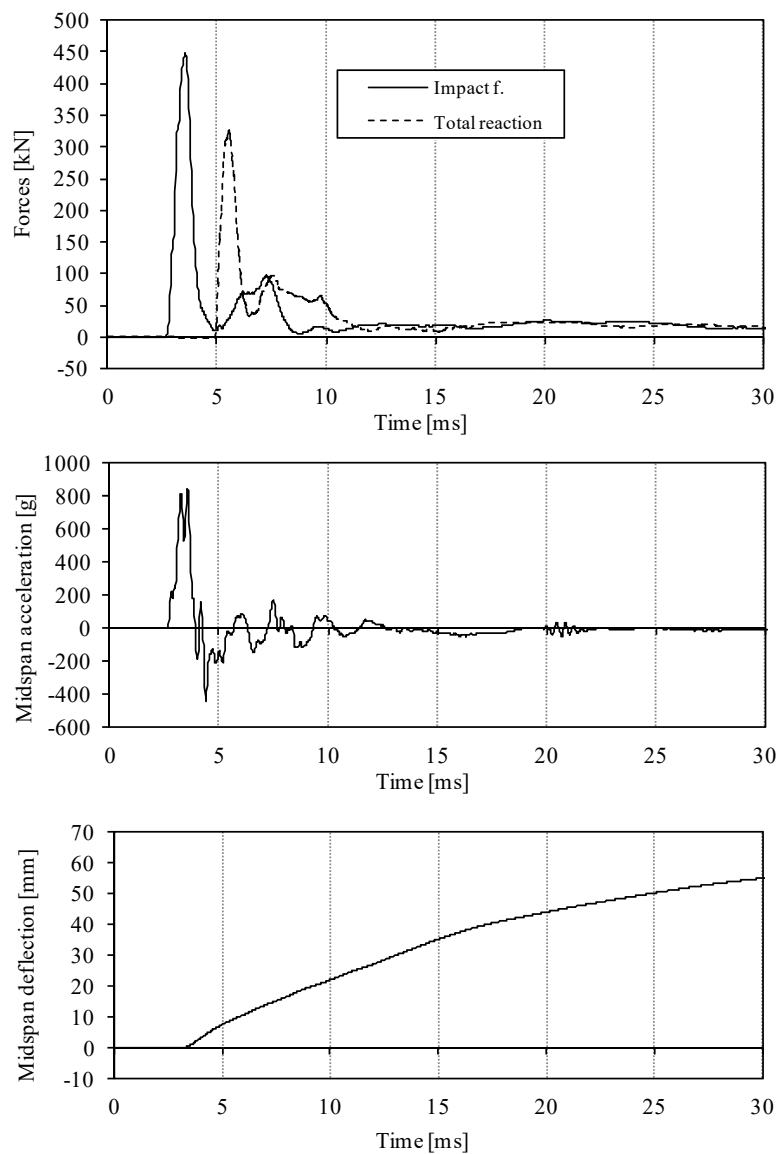 500
450
400
350
300
250
200
150
100
50
0
-50
Forces [kN]
Impact f.
Total reaction
0 5 10 15 20 25 30
Time [ms]
1000
800
600
400
200
0
-200
-400
-600
Midspan acceleration [g]
0 5 10 15 20 25 30
Time [ms]
70
60
50
40
30
20
10
0
-10
Midspan deflection [mm]
0 5 10 15 20 25 30
Time [ms]